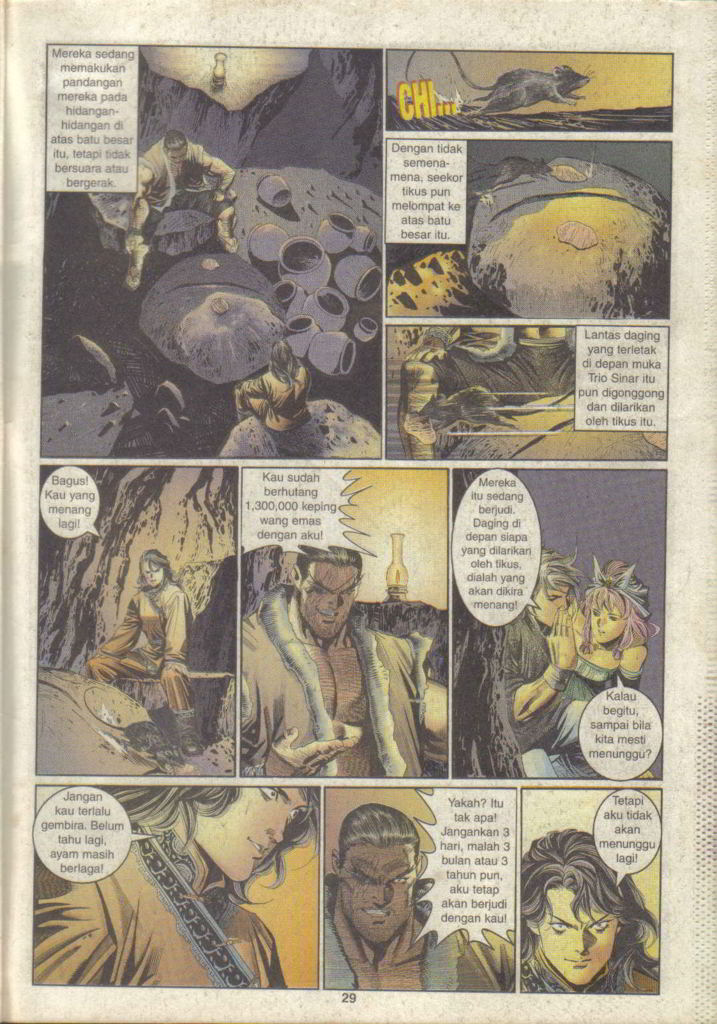 Mereka sedang
memakukan
pandangan
mereka pada
hidangan-
hidangan di
atas batu besar
itu, tetapi tidak
bersuara atau
bergerak.
CHI...
Dengan tidak
semena-
mena, seekor
tikus pun
melompat ke
atas batu
besar itu.
Lantas daging
yang terletak
di depan muka
Trio Sinar itu
pun digonggong
dan dilarikan
oleh tikus itu.
Bagus!
Kau yang
menang
lagi!
Kau sudah
berhutang
1,300,000 keping
wang emas
dengan aku!
Mereka
itu sedang
berjudi.
Daging di
depan siapa
yang dilarikan
oleh tikus,
dialah yang
akan dikira
menang!
Kalau
begitu,
sampai bila
kita mesti
menunggu?
Jangan
kau terlalu
gembira. Belum
tahu lagi,
ayam masih
berlaga!
Yakah? Itu
tak apa!
Jangankan 3
hari, malah 3
bulan atau 3
tahun pun,
aku tetap
akan berjudi
dengan kau!
Tetapi
aku tidak
akan
menunggu
lagi!
29